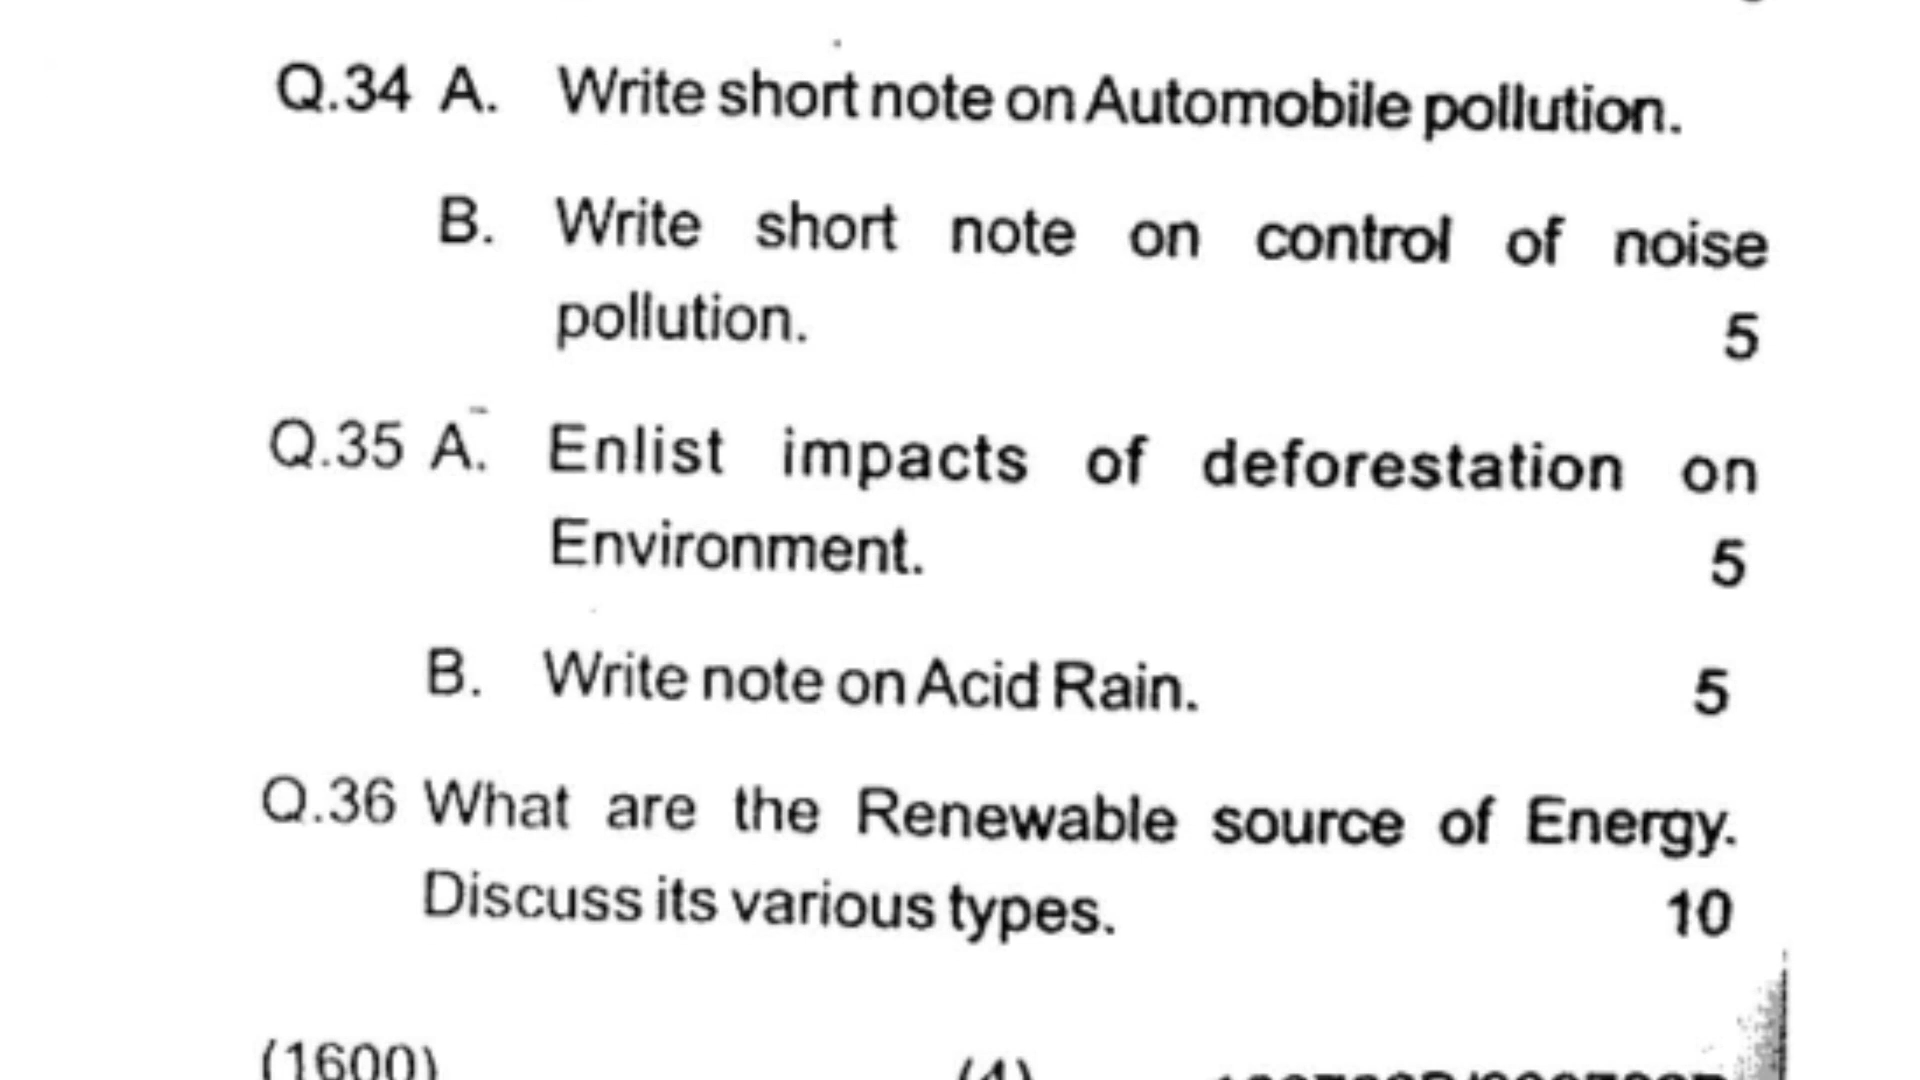 Q.34 A. Write short note on Automobile pollution.
B. Write short note on control of noise
pollution. 5
Q.35 A. Enlist impacts of deforestation on
Environment. 5
B. Write note on Acid Rain. 5
Q.36 What are the Renewable source of Energy.
Discuss its various types. 10
(1600) (4)